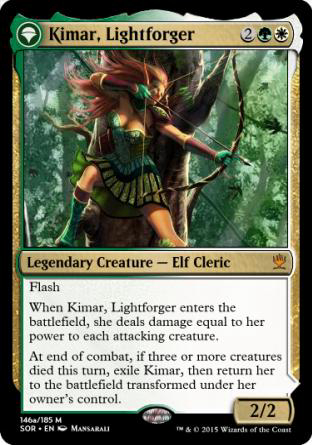 Kimar, Lightforger 2
Legendary Creature — Elf Cleric
Flash
When Kimar, Lightforger enters the
battlefield, she deals damage equal to her
power to each attacking creature.
At end of combat, if three or more creatures
died this turn, exile Kimar, then return her
to the battlefield transformed under her
owner's control.
2/2
146a/185 M
SOR • EN Mansarali
™ & © 2015 Wizards of the Coast